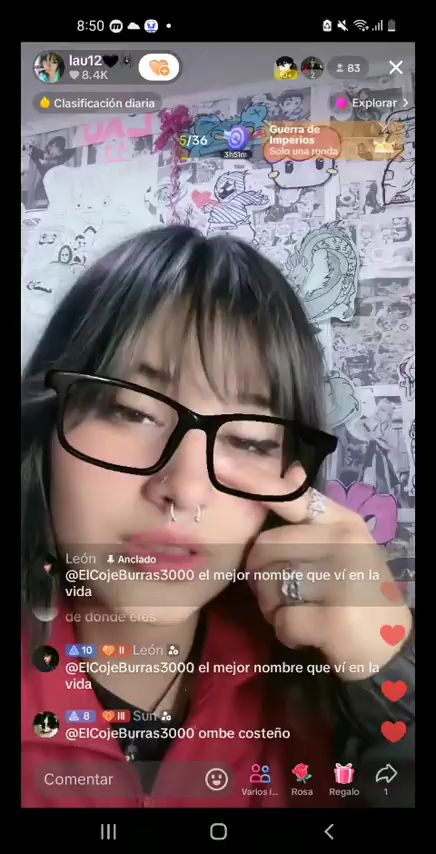 8:50
lau12🖤
8.4K
10+
2
83
Clasificación diaria
Explorar
5/36
3h51m
Guerra de
Imperios
Solo una ronda
León Anclado
@ElCojeBurras3000 el mejor nombre que ví en la
vida
de donde eres
10 II León
@ElCojeBurras3000 el mejor nombre que ví en la
vida
8 III Sun
@ElCojeBurras3000 ombe costeño
Comentar
Varios i...
Rosa
Regalo
1